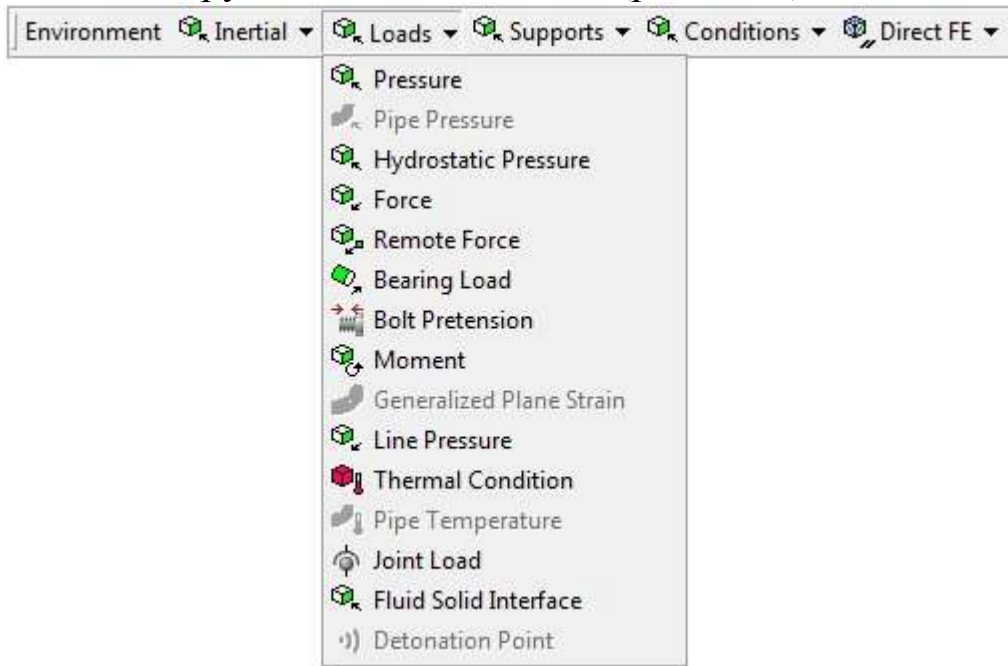 Environment Inertial Loads Supports Conditions Direct FE
Pressure
Pipe Pressure
Hydrostatic Pressure
Force
Remote Force
Bearing Load
Bolt Pretension
Moment
Generalized Plane Strain
Line Pressure
Thermal Condition
Pipe Temperature
Joint Load
Fluid Solid Interface
Detonation Point